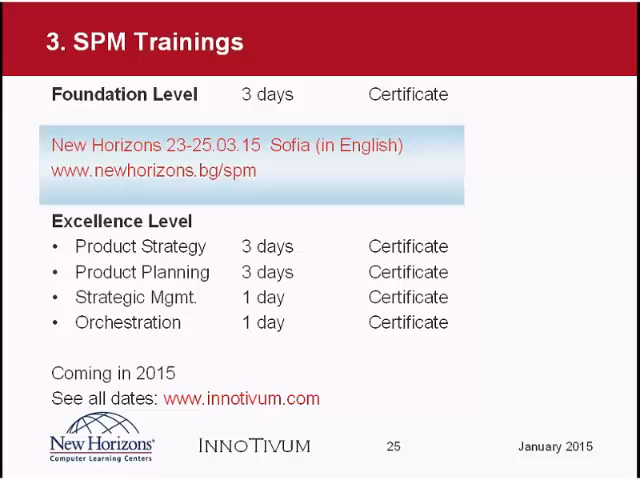 3. SPM Trainings
Foundation Level 3 days Certificate
New Horizons 23-25.03.15 Sofia (in English)
www.newhorizons.bg/spm
Excellence Level
• Product Strategy 3 days Certificate
• Product Planning 3 days Certificate
• Strategic Mgmt. 1 day Certificate
• Orchestration 1 day Certificate
Coming in 2015
See all dates: www.innotivum.com
New Horizons®
Computer Learning Centers
INNOTIVUM
25
January 2015